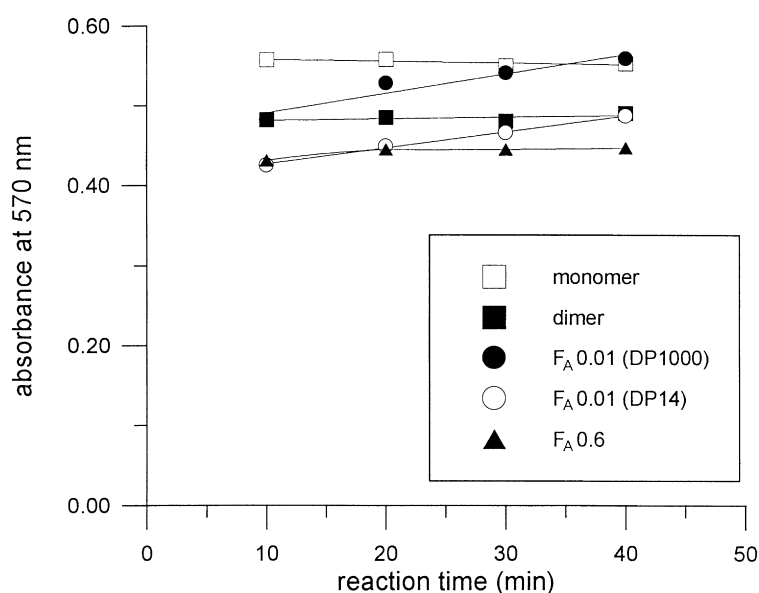 0.60
0.40
0.20
0.00
absorbance at 570 nm
monomer
dimer
F_A 0.01 (DP1000)
F_A 0.01 (DP14)
F_A 0.6
0 10 20 30 40 50
reaction time (min)